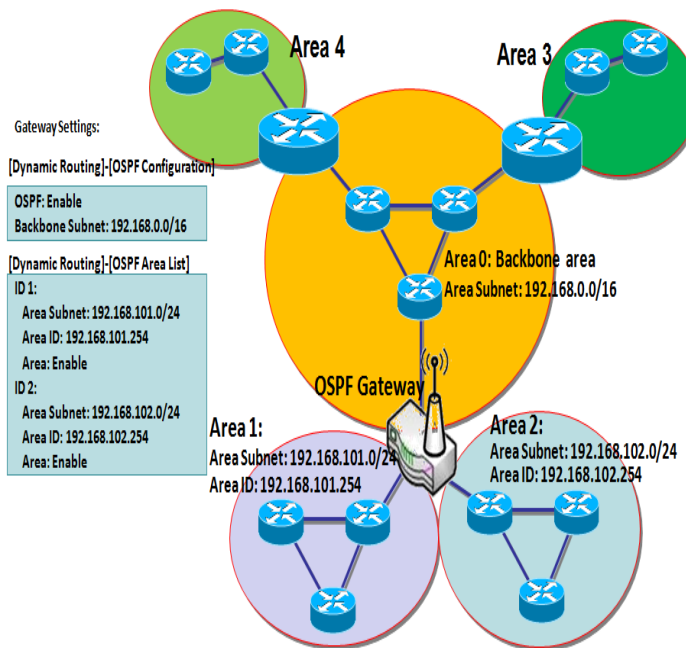 Area 4
Area 3
Gateway Settings:
[Dynamic Routing]-[OSPF Configuration]
OSPF: Enable
Backbone Subnet: 192.168.0.0/16
[Dynamic Routing]-[OSPF Area List]
ID 1:
Area Subnet: 192.168.101.0/24
Area ID: 192.168.101.254
Area: Enable
ID 2:
Area Subnet: 192.168.102.0/24
Area ID: 192.168.102.254
Area: Enable
Area 0: Backbone area
Area Subnet: 192.168.0.0/16
OSPF Gateway
Area 1:
Area Subnet: 192.168.101.0/24
Area ID: 192.168.101.254
Area 2:
Area Subnet: 192.168.102.0/24
Area ID: 192.168.102.254